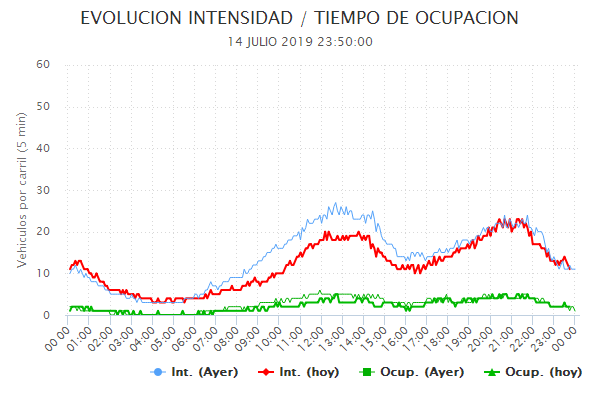 EVOLUCION INTENSIDAD / TIEMPO DE OCUPACION
14 JULIO 2019 23:50:00
Vehiculos por carril (5 min)
60
50
40
30
20
10
0
00:00 01:00 02:00 03:00 04:00 05:00 06:00 07:00 08:00 09:00 10:00 11:00 12:00 13:00 14:00 15:00 16:00 17:00 18:00 19:00 20:00 21:00 22:00 23:00 00:00
Int. (Ayer) Int. (hoy) Ocup. (Ayer) Ocup. (hoy)